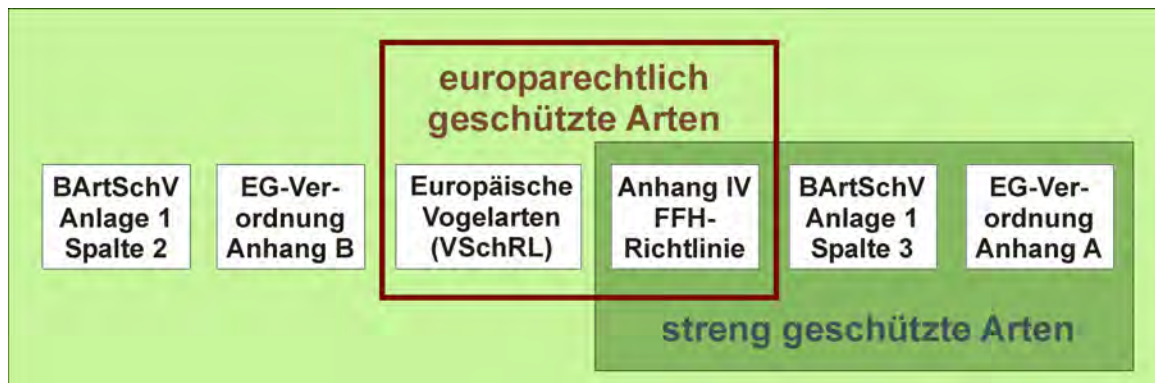 europarechtlich
geschützte Arten
BArtSchV
Anlage 1
Spalte 2
EG-Ver-
ordnung
Anhang B
Europäische
Vogelarten
(VSchRL)
Anhang IV
FFH-
Richtlinie
BArtSchV
Anlage 1
Spalte 3
EG-Ver-
ordnung
Anhang A
streng geschützte Arten